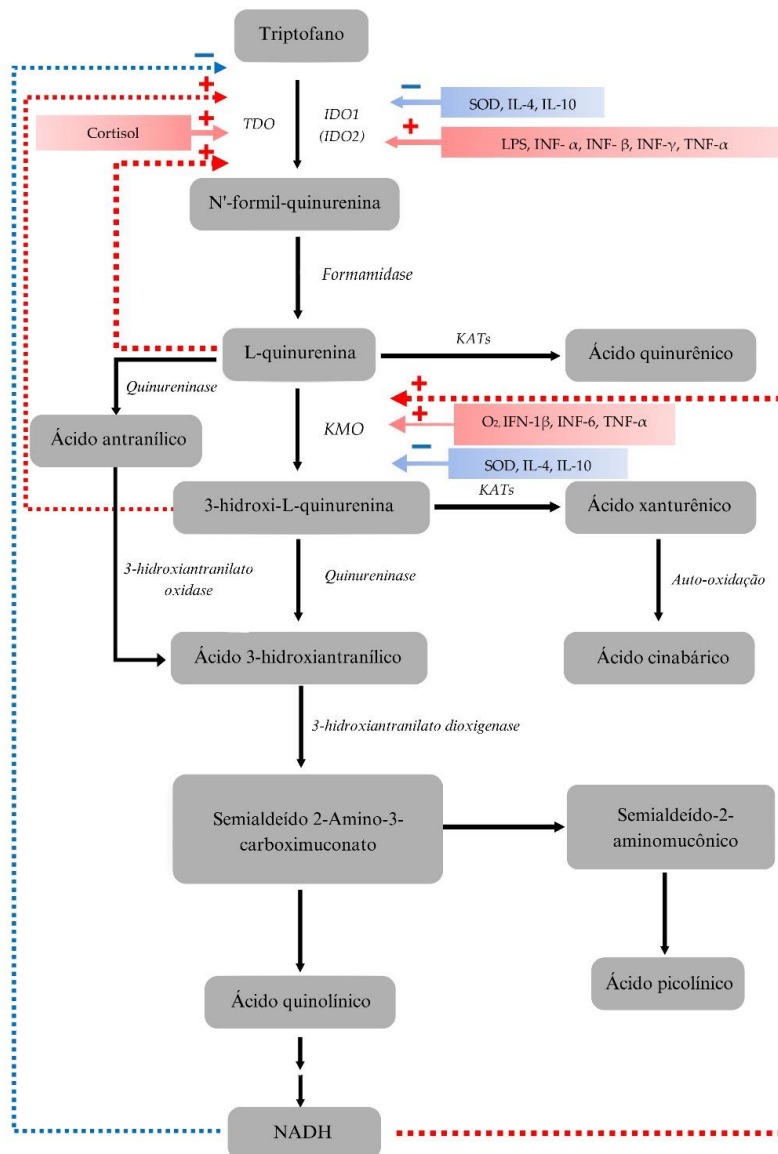 Triptofano
−
+
−
SOD, IL-4, IL-10
IDO1
(IDO2)
TDO
Cortisol
+
+
+
LPS, INF- α, INF- β, INF-γ, TNF-α
N'-formil-quinurenina
Formamidase
L-quinurenina
KATs
Ácido quinurênico
Quinureninase
+
Ácido antranílico
KMO
+
O2, IFN-1β, INF-6, TNF-α
−
SOD, IL-4, IL-10
KATs
3-hidroxi-L-quinurenina
Ácido xanturênico
3-hidroxiantranilato
oxidase
Quinureninase
Auto-oxidação
Ácido 3-hidroxiantranílico
Ácido cinabárico
3-hidroxiantranilato dioxigenase
Semialdeído 2-Amino-3-
carboximuconato
Semialdeído-2-
aminomucônico
Ácido quinolínico
Ácido picolínico
NADH